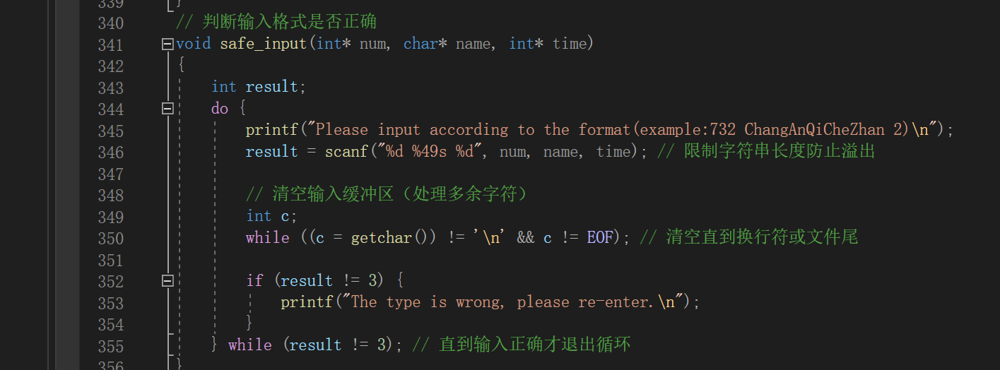 339 }
340 // 判断输入格式是否正确
341 void safe_input(int* num, char* name, int* time)
342 {
343 int result;
344 do {
345 printf("Please input according to the format(example:732 ChangAnQiCheZhan 2)\n");
346 result = scanf("%d %49s %d", num, name, time); // 限制字符串长度防止溢出
347
348 // 清空输入缓冲区（处理多余字符）
349 int c;
350 while ((c = getchar()) != '\n' && c != EOF); // 清空直到换行符或文件尾
351
352 if (result != 3) {
353 printf("The type is wrong, please re-enter.\n");
354 }
355 } while (result != 3); // 直到输入正确才退出循环
356 }